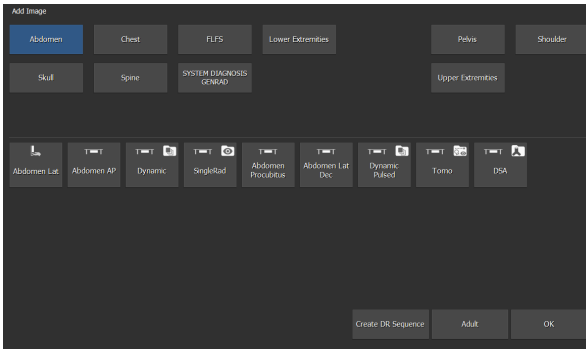 Add Image
Abdomen
Chest
FLFS
Lower Extremities
Pelvis
Shoulder
Skull
Spine
SYSTEM DIAGNOSIS
GENRAD
Upper Extremities
Abdomen Lat
Abdomen AP
Dynamic
SingleRad
Abdomen
Procubitus
Abdomen Lat
Dec
Dynamic
Pulsed
Tomo
DSA
Create DR Sequence
Adult
OK